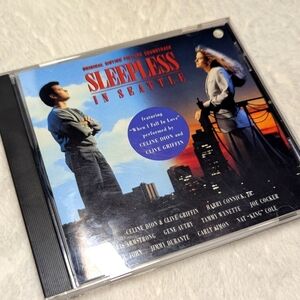 ORIGINAL MOTION PICTURE SOUNDTRACK
SLEEPLESS
IN SEATTLE
featuring
"When I Fall In Love"
performed by
CELINE DION and
CLIVE GRIFFIN
CELINE DION & CLIVE GRIFFIN HARRY CONNICK, JR.
ARMSTRONG GENE AUTRY TAMMY WYNETTE JOE COCKER
JOHN JIMMY DURANTE CARLY SIMON NAT "KING" COLE